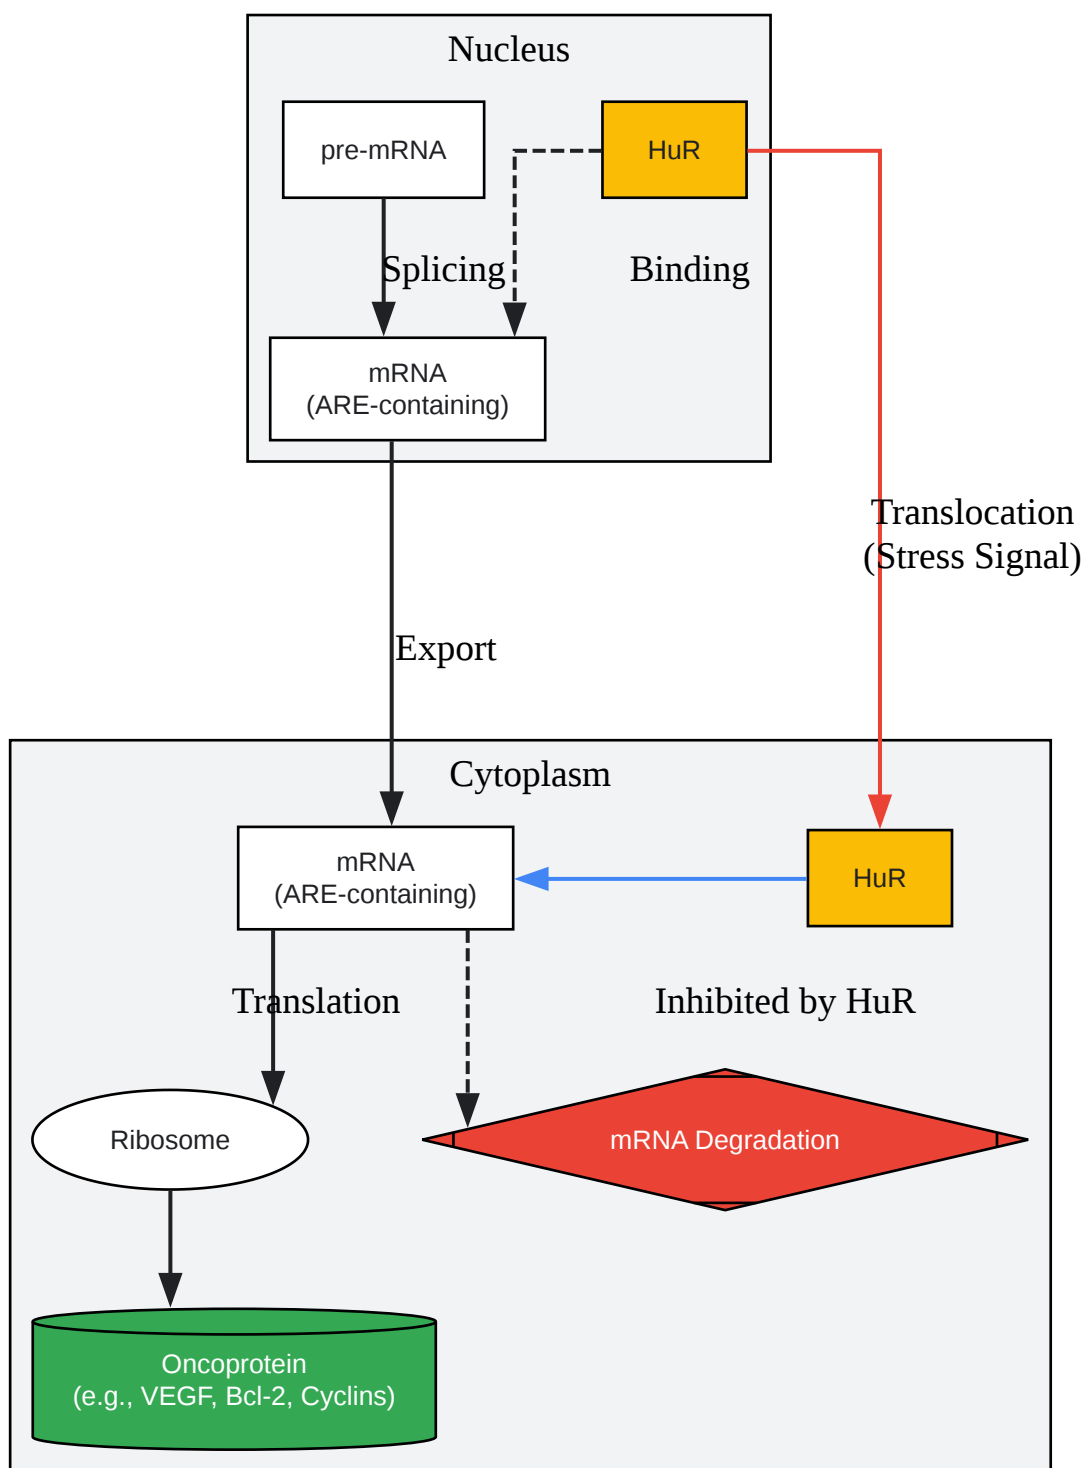 Nucleus
pre-mRNA
HuR
Splicing
Binding
mRNA
(ARE-containing)
Translocation
(Stress Signal)
Export
Cytoplasm
mRNA
(ARE-containing)
HuR
Translation
Inhibited by HuR
Ribosome
mRNA Degradation
Oncoprotein
(e.g., VEGF, Bcl-2, Cyclins)